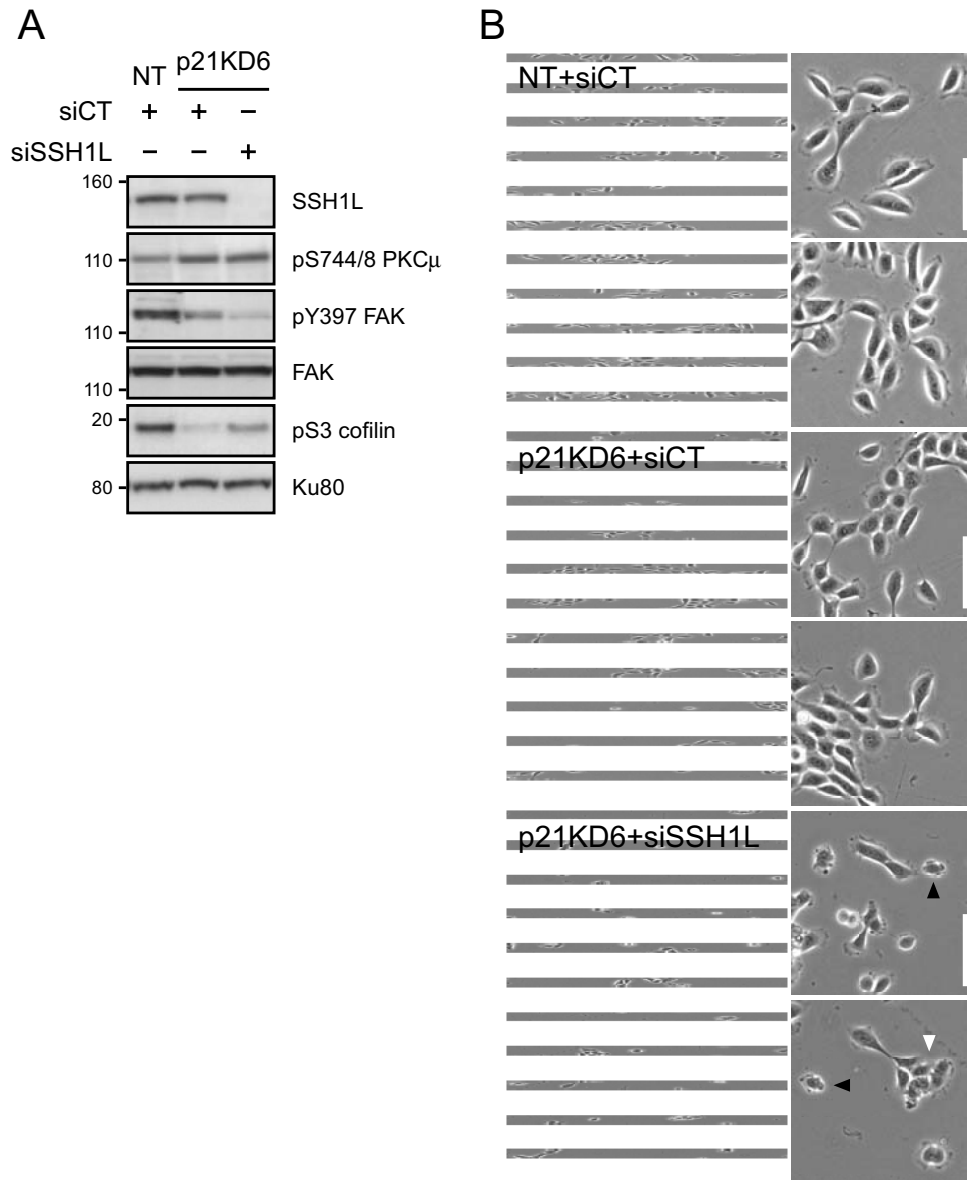 A
NT p21KD6
siCT + + −
siSSH1L − − +
160
SSH1L
110
pS744/8 PKCμ
pY397 FAK
110
FAK
110
20
pS3 cofilin
80
Ku80
B
NT+siCT
p21KD6+siCT
p21KD6+siSSH1L